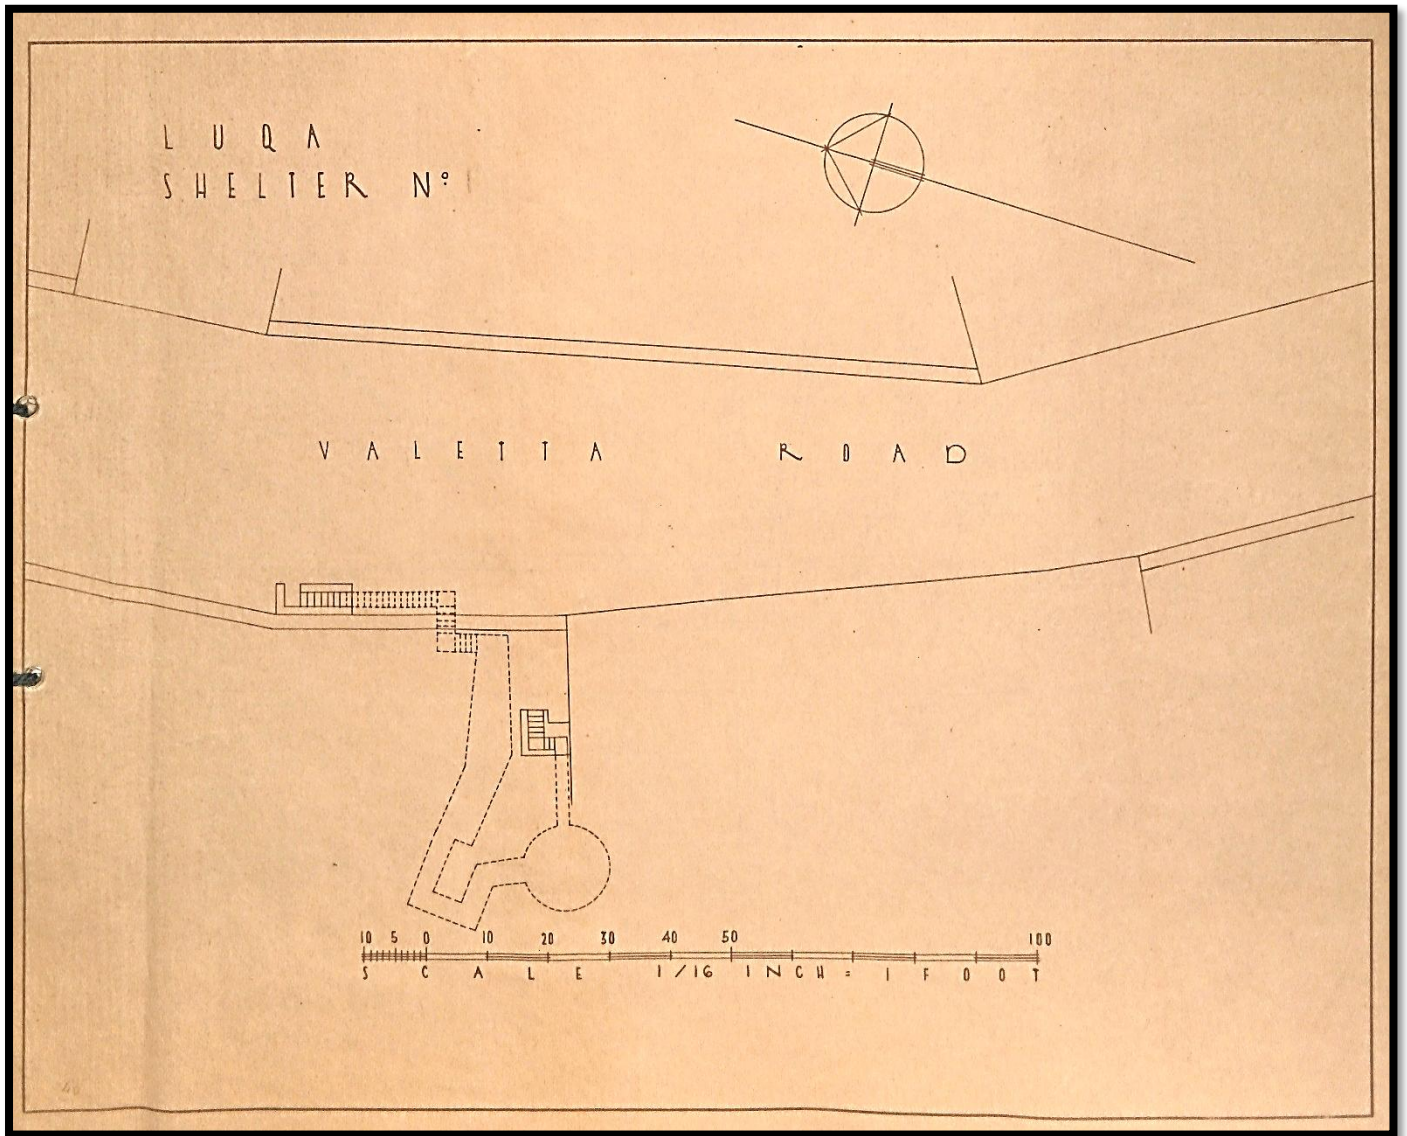 LUQA
SHELTER Nº
VALETTA ROAD
10 5 0 10 20 30 40 50 100
SCALE 1/16 INCH = 1 FOOT